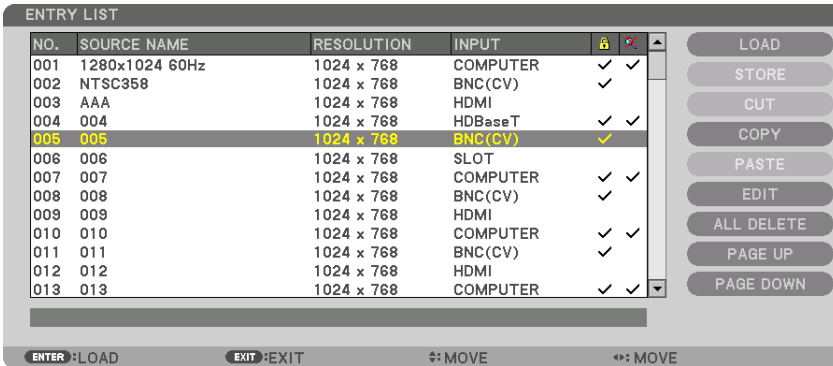 ENTRY LIST
NO. SOURCE NAME RESOLUTION INPUT
001 1280x1024 60Hz 1024 x 768 COMPUTER ✓ ✓
002 NTSC358 1024 x 768 BNC(CV) ✓
003 AAA 1024 x 768 HDMI
004 004 1024 x 768 HDBaseT ✓ ✓
005 005 1024 x 768 BNC(CV) ✓
006 006 1024 x 768 SLOT
007 007 1024 x 768 COMPUTER ✓ ✓
008 008 1024 x 768 BNC(CV) ✓
009 009 1024 x 768 HDMI
010 010 1024 x 768 COMPUTER ✓ ✓
011 011 1024 x 768 BNC(CV) ✓
012 012 1024 x 768 HDMI
013 013 1024 x 768 COMPUTER ✓ ✓
LOAD
STORE
CUT
COPY
PASTE
EDIT
ALL DELETE
PAGE UP
PAGE DOWN
ENTER :LOAD EXIT :EXIT :MOVE :MOVE